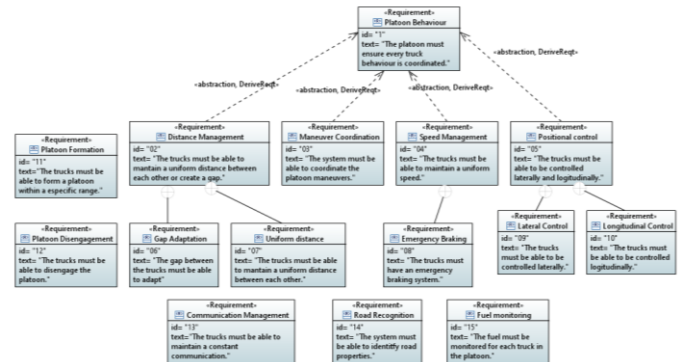 «Requirement»
Platoon Behaviour
id= "1"
text= "The platoon must
ensure every truck
behaviour is coordinated."
«abstraction, DeriveReqt»
«abstraction, DeriveReqt»
«abstraction, DeriveReqt»
«abstraction, DeriveReqt»
«Requirement»
Platoon Formation
id= "11"
text="The trucks must be
able to form a platoon
within a especific range."
«Requirement»
Distance Management
id= "02"
text= "The trucks must be able to
mantain a uniform distance between
each other or create a gap."
«Requirement»
Maneuver Coordination
id= "03"
text= "The system must be
able to coordinate the
platoon maneuvers."
«Requirement»
Speed Management
id= "04"
text= "The trucks must be
able to maintain a uniform
speed."
«Requirement»
Positional control
id= "05"
text= "The trucks must be
able to be controlled
laterally and logitudinally."
«Requirement»
Platoon Disengagement
id= "12"
text= "The trucks must be able
to disengage the
platoon."
«Requirement»
Gap Adaptation
id= "06"
text= "The gap between
the trucks must be able
to adapt"
«Requirement»
Uniform distance
id= "07"
text= "The trucks must be able
to mantain a uniform distance
between each other."
«Requirement»
Emergency Braking
id= "08"
text= "The trucks must
have an emergency
braking system."
«Requirement»
Lateral Control
id= "09"
text= "The trucks
must be able to be
controlled laterally."
«Requirement»
Longitudinal Control
id= "10"
text= "The trucks must
be able to be controlled
logitudinally."
«Requirement»
Communication Management
id= "13"
text="The trucks must be able to
maintain a constant
communication."
«Requirement»
Road Recognition
id= "14"
text= "The system must
be able to identiffy road
properties."
«Requirement»
Fuel monitoring
id= "15"
text= "The fuel must be
monitored for each truck in
the platoon."